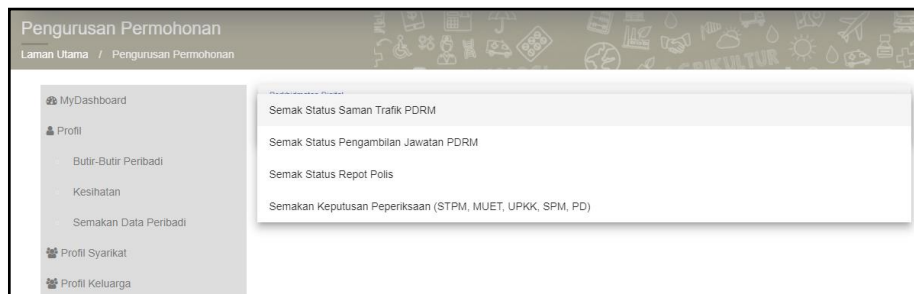 Pengurusan Permohonan
Laman Utama / Pengurusan Permohonan
MyDashboard
Profil
Butir-Butir Peribadi
Kesihatan
Semakan Data Peribadi
Profil Syarikat
Profil Keluarga
Semak Status Saman Trafik PDRM
Semak Status Pengambilan Jawatan PDRM
Semak Status Repot Polis
Semakan Keputusan Peperiksaan (STPM, MUET, UPKK, SPM, PD)